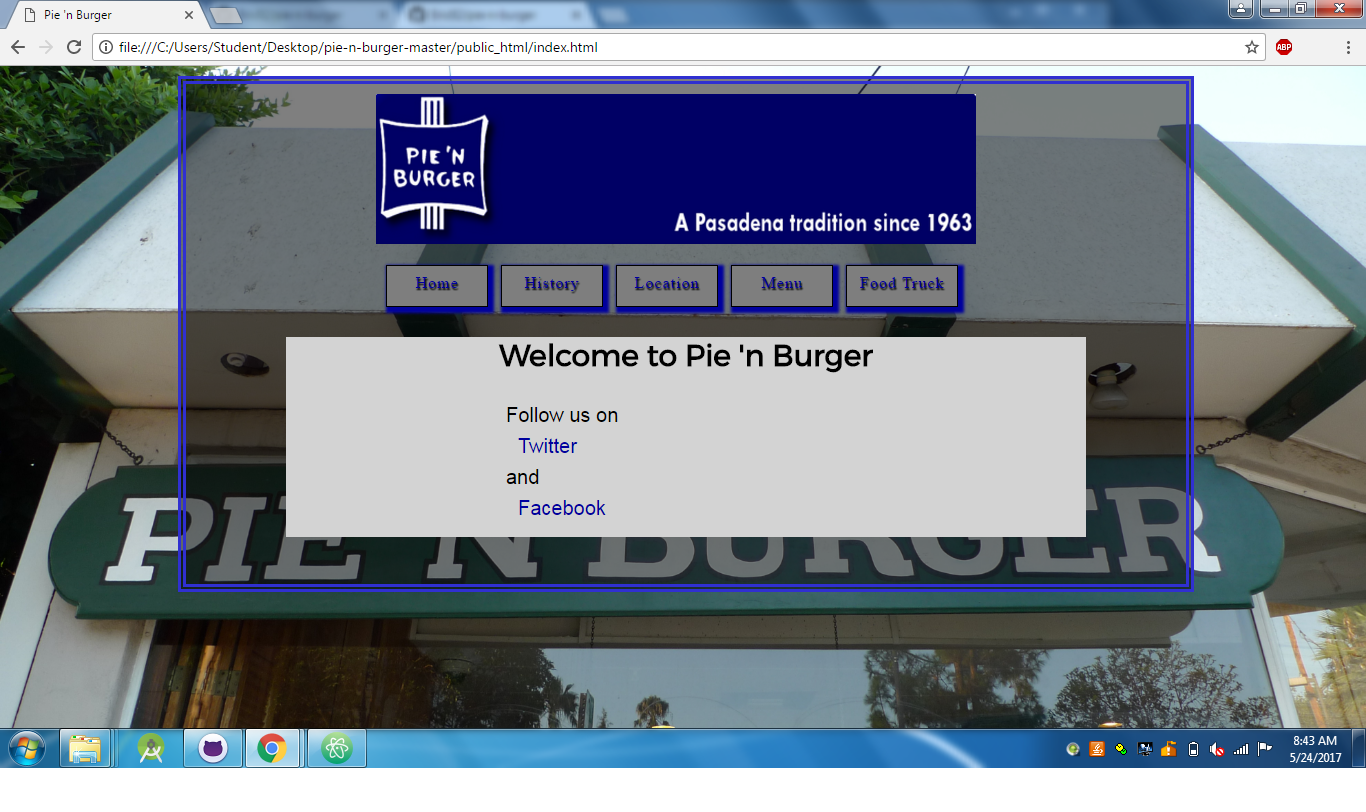 Pie 'n Burger
file:///C:/Users/Student/Desktop/pie-n-burger-master/public_html/index.html
ABP
PIE 'N
BURGER
A Pasadena tradition since 1963
Home History Location Menu Food Truck
Welcome to Pie 'n Burger
Follow us on
Twitter
and
Facebook
PIE 'N BURGER
8:43 AM
5/24/2017